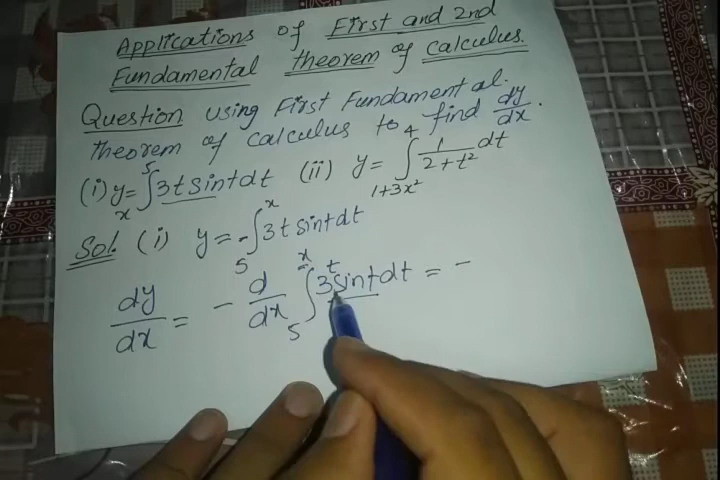 Applications of First and 2nd
Fundamental theorem of calculus
Question Using First Fundamental
theorem of calculus to find dy/dx.
(i) y = ∫_x^5 3t sint dt (ii) y = ∫_{1+3x²}^4 1/(2+t²) dt
Sol. (i) y = -∫_5^x 3t sint dt
dy/dx = - d/dx ∫_5^x 3t sint dt = -